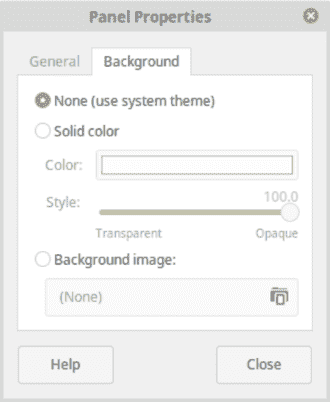 Panel Properties
General Background
None (use system theme)
Solid color
Color:
Style: 100.0
Transparent Opaque
Background image:
(None)
Help Close